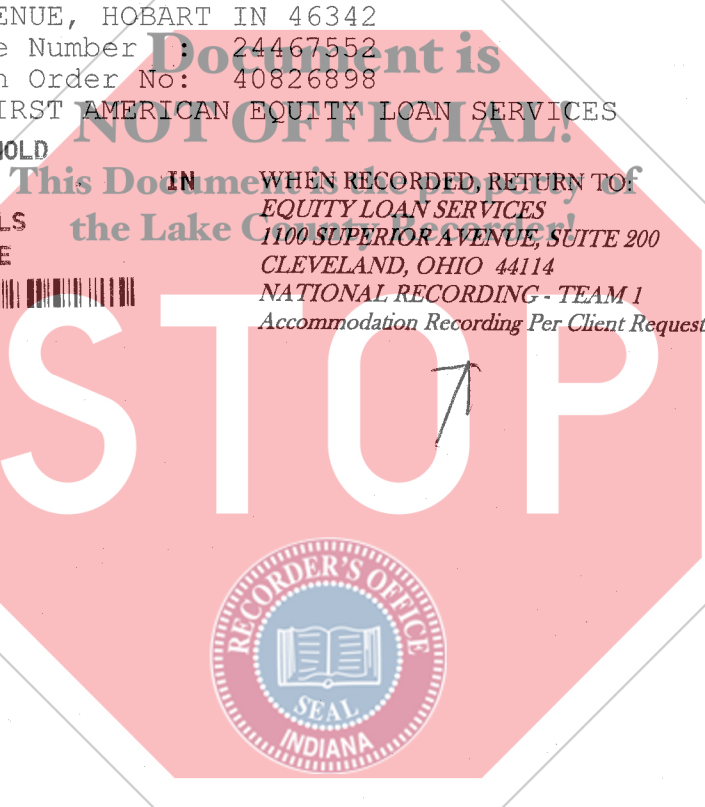 ENUE, HOBART IN 46342
e Number : 24467552
n Order No: 40826898
IRST AMERICAN EQUITY LOAN SERVICES
NOLD
IN
LS
E
WHEN RECORDED, RETURN TO:
EQUITY LOAN SERVICES
1100 SUPERIOR AVENUE, SUITE 200
CLEVELAND, OHIO 44114
NATIONAL RECORDING - TEAM 1
Accommodation Recording Per Client Request
Document is
NOT OFFICIAL!
This Document is the property of
the Lake County Recorder!
STOP
RECORDER'S OFFICE
SEAL
INDIANA